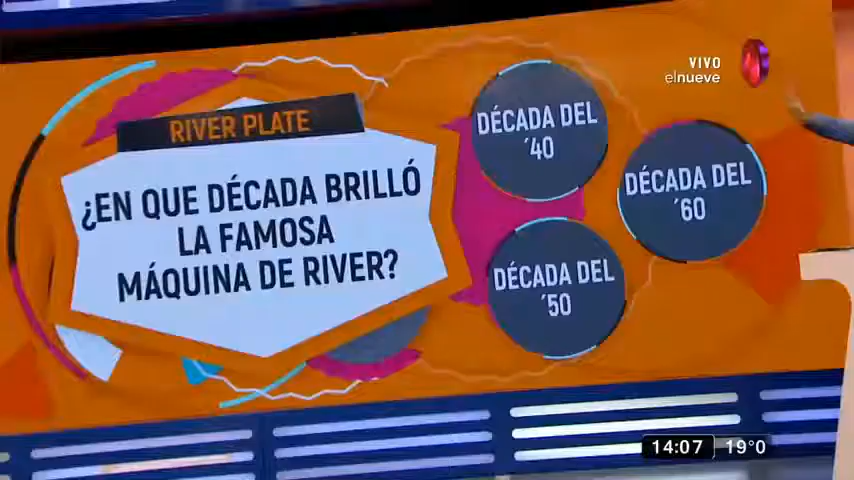 VIVO
elnueve
RIVER PLATE
¿EN QUE DÉCADA BRILLÓ
LA FAMOSA
MÁQUINA DE RIVER?
DÉCADA DEL
´40
DÉCADA DEL
´60
DÉCADA DEL
´50
14:07 19°0